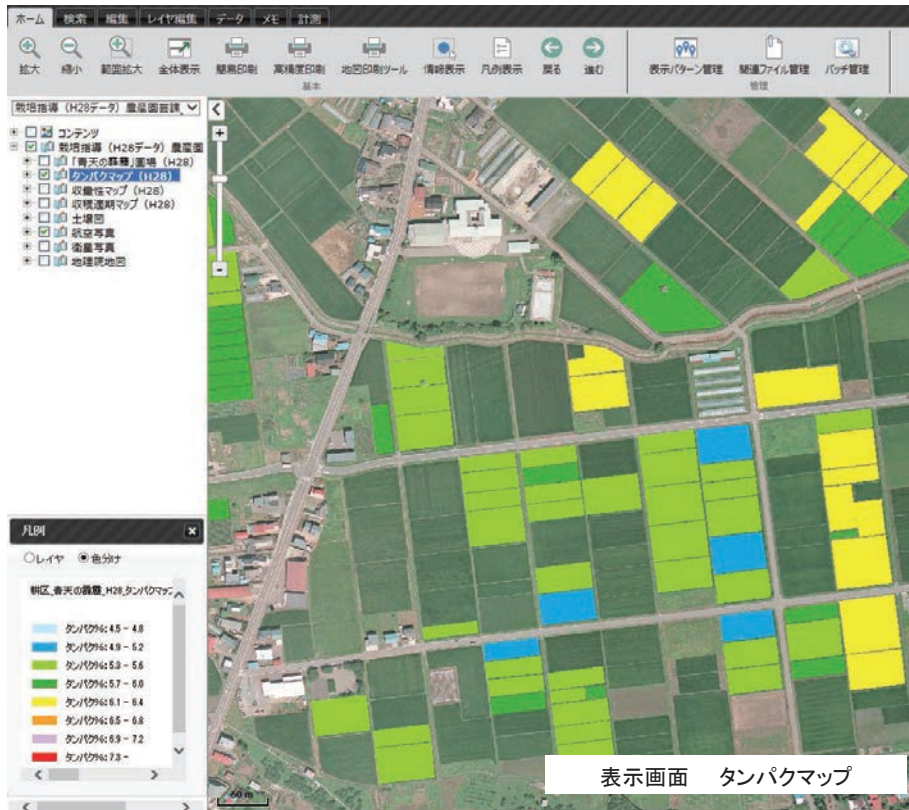 ホーム 検索 編集 レイヤ編集 データ メモ 計測
拡大 縮小 範囲拡大 全体表示 簡易印刷 高精度印刷 地図印刷ツール 情報表示 凡例表示 戻る 進む 表示パターン管理 関連ファイル管理 バッチ管理
基本 管理
栽培指導(H28データ)農産園芸課
コンテンツ
栽培指導(H28データ)農産園
「青天の霹靂」圃場(H28)
タンパクマップ(H28)
収量性マップ(H28)
収穫適期マップ(H28)
土壌図
航空写真
衛星写真
地理院地図
凡例
レイヤ 色分け
耕区_青天の霹靂_H28_タンパクマップ
タンパク%: 4.5 - 4.8
タンパク%: 4.9 - 5.2
タンパク%: 5.3 - 5.6
タンパク%: 5.7 - 6.0
タンパク%: 6.1 - 6.4
タンパク%: 6.5 - 6.8
タンパク%: 6.9 - 7.2
タンパク%: 7.3 -
60 m
表示画面 タンパクマップ